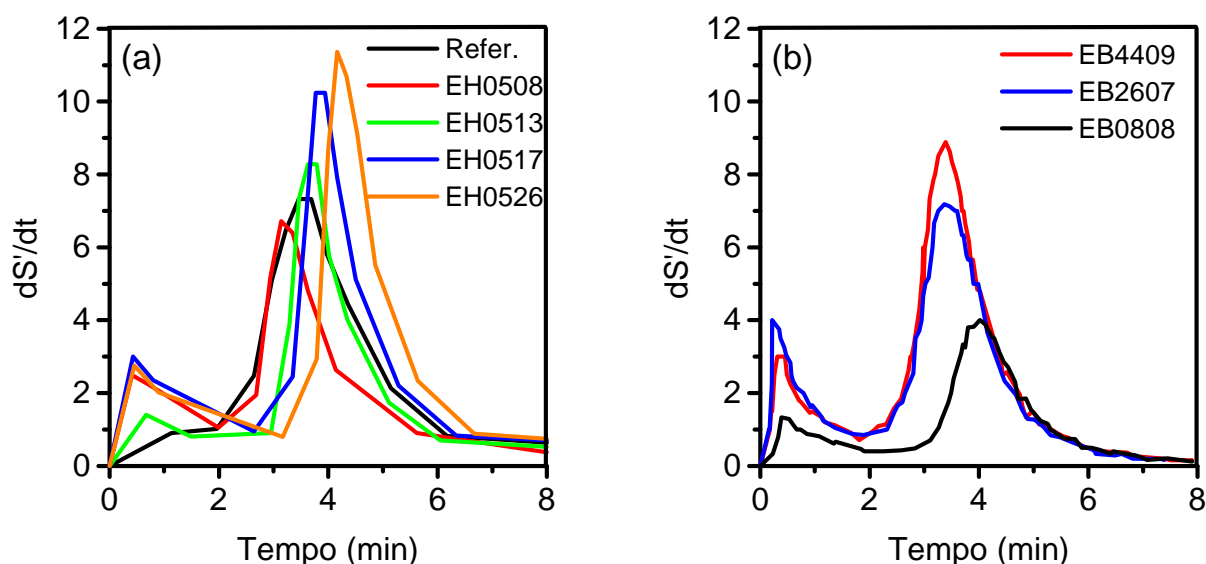 (a)
Refer.
EH0508
EH0513
EH0517
EH0526
12
10
8
6
4
2
0
dS'/dt
0 2 4 6 8
Tempo (min)
(b)
EB4409
EB2607
EB0808
12
10
8
6
4
2
0
dS'/dt
0 2 4 6 8
Tempo (min)